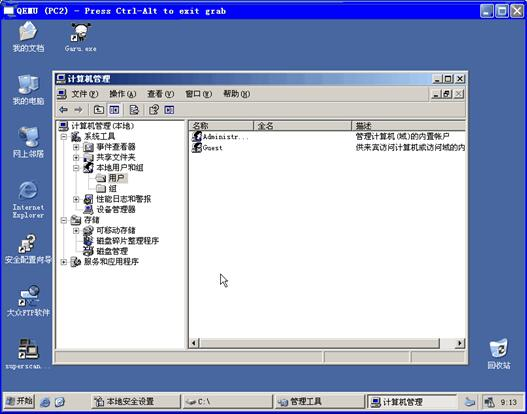 QEMU (PC2) - Press Ctrl-Alt to exit grab
我的文档
Garu.exe
我的电脑
网上邻居
Internet
Explorer
安全配置向导
大众FTP软件
superscan...
回收站
计算机管理
文件(F) 操作(A) 查看(V) 窗口(W) 帮助(H)
计算机管理(本地)
系统工具
事件查看器
共享文件夹
本地用户和组
用户
组
性能日志和警报
设备管理器
存储
可移动存储
磁盘碎片整理程序
磁盘管理
服务和应用程序
名称 全名 描述
Administr... 管理计算机(域)的内置帐户
Guest 供来宾访问计算机或访问域的内
开始 本地安全设置 C:\ 管理工具 计算机管理 9:13